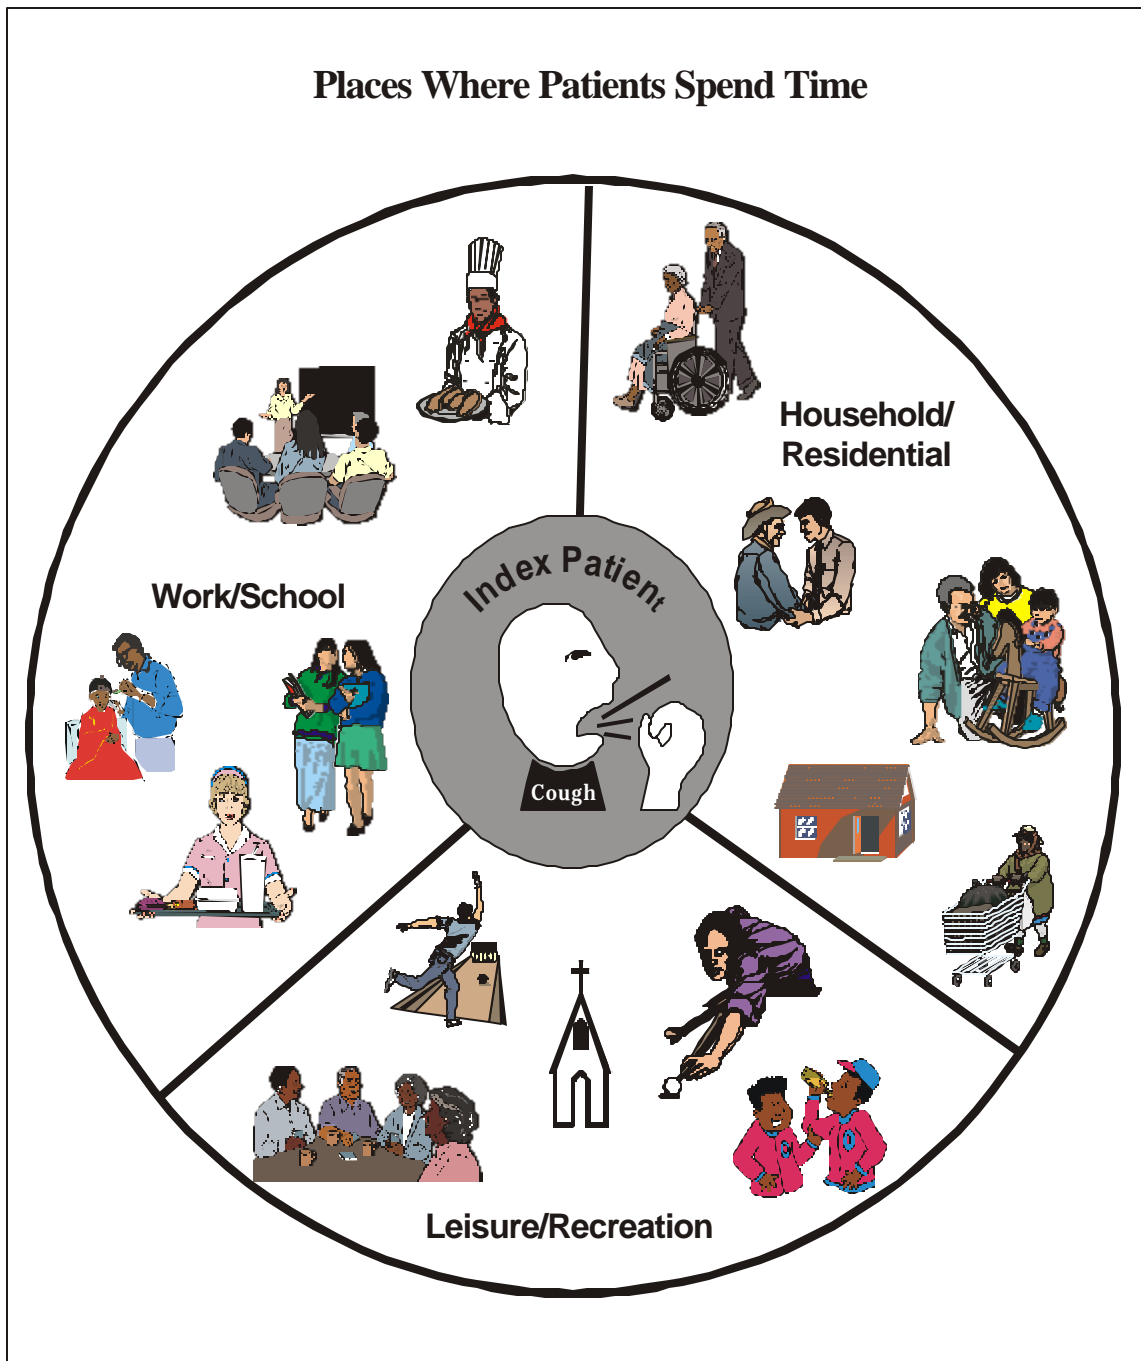 Places Where Patients Spend Time
Household/
Residential
Index Patient
Work/School
Cough
Leisure/Recreation